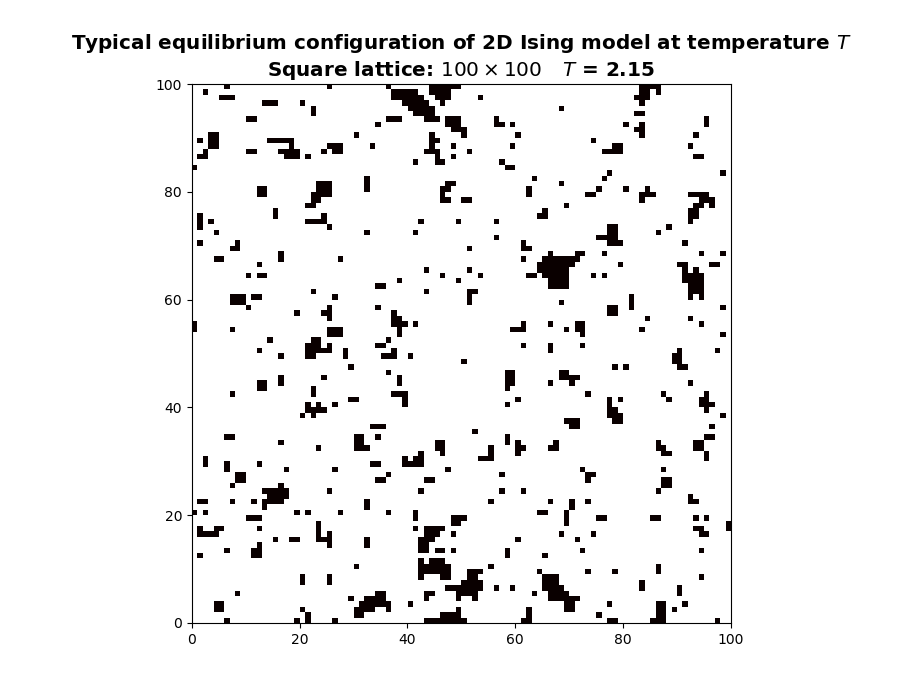 Typical equilibrium configuration of 2D Ising model at temperature T
Square lattice: 100 × 100 T = 2.15
100
80
60
40
20
0
0 20 40 60 80 100